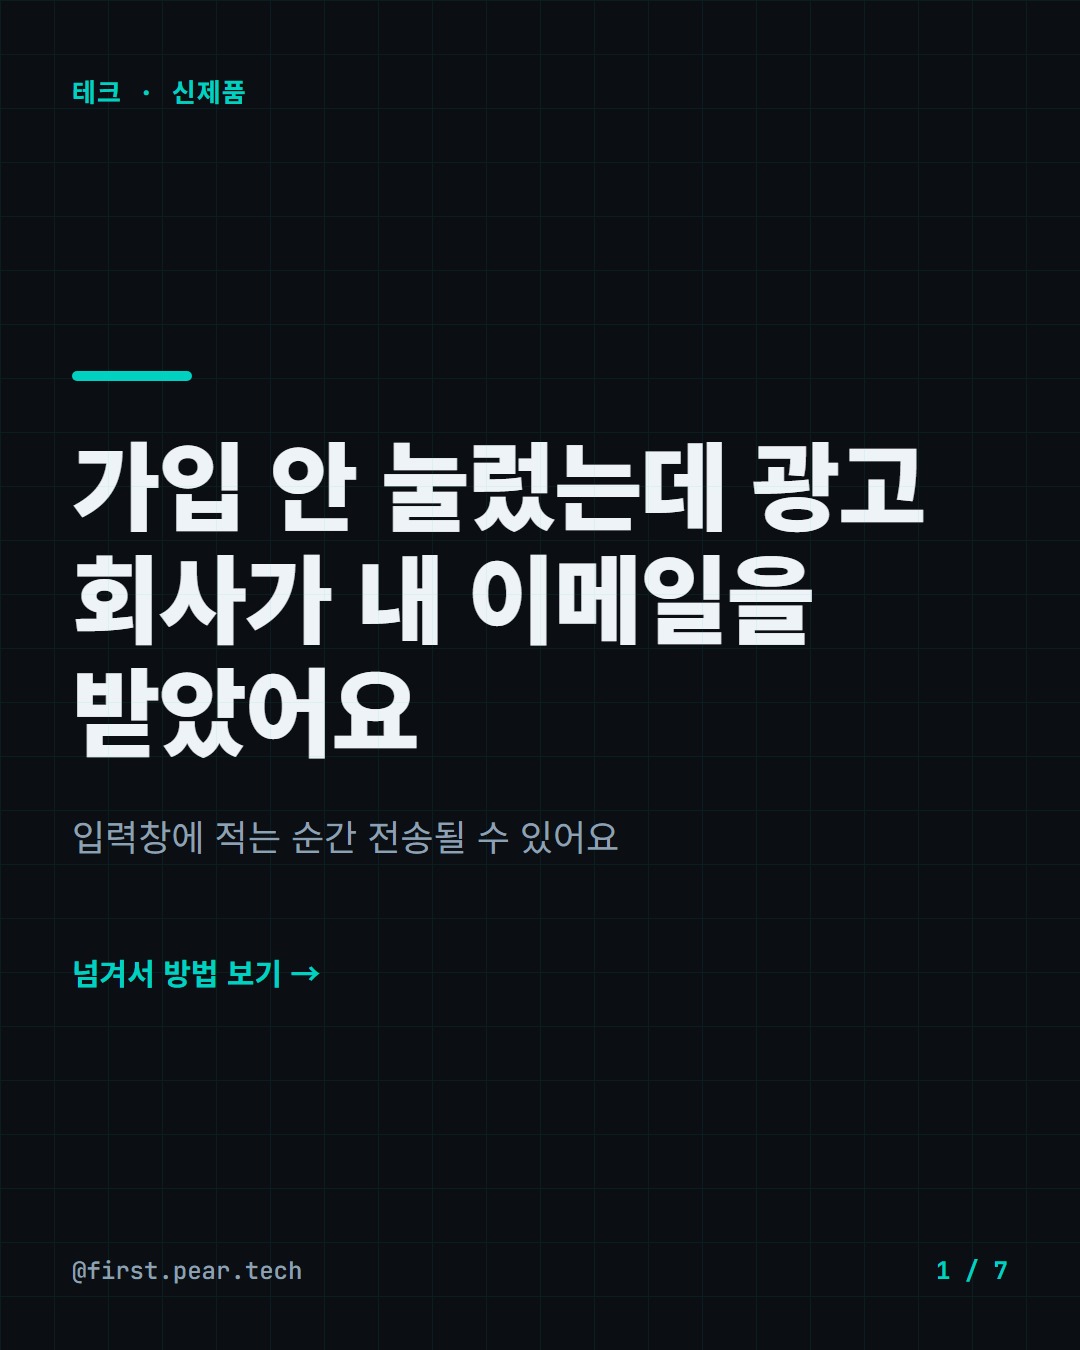 테크 · 신제품
가입 안 눌렀는데 광고
회사가 내 이메일을
받았어요
입력창에 적는 순간 전송될 수 있어요
넘겨서 방법 보기 →
@first.pear.tech
1 / 7